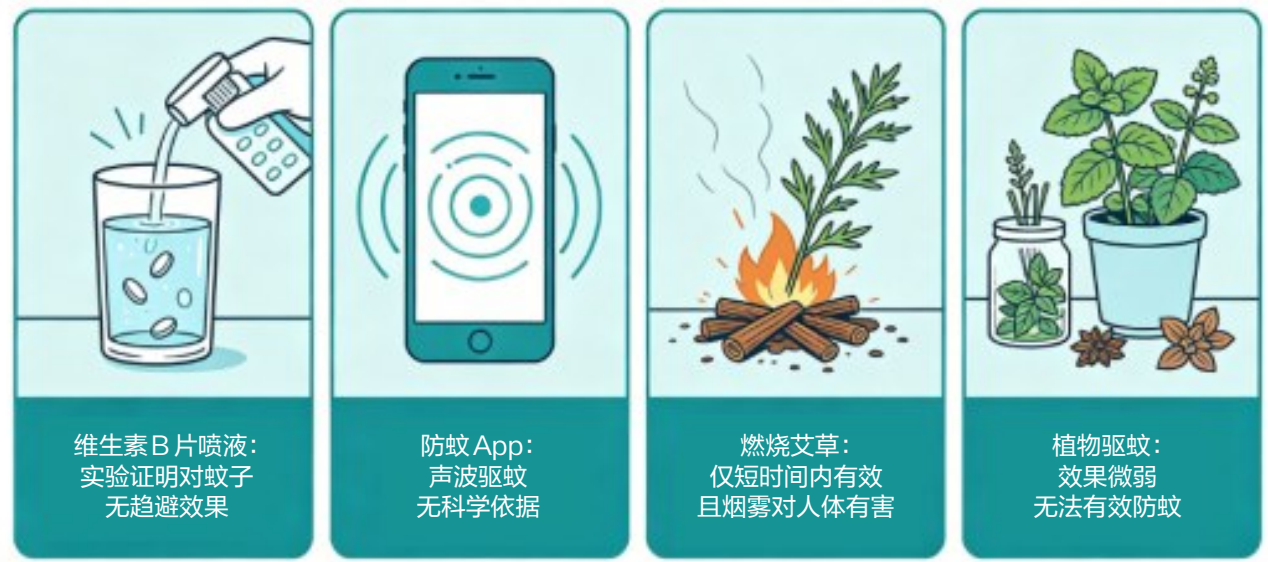 维生素B片喷液：
实验证明对蚊子
无趋避效果
防蚊App：
声波驱蚊
无科学依据
燃烧艾草：
仅短时间内有效
且烟雾对人体有害
植物驱蚊：
效果微弱
无法有效防蚊